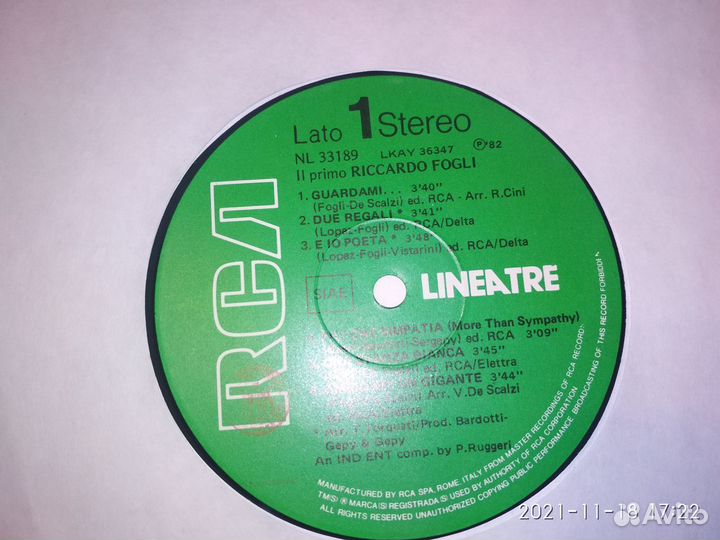 Lato 1 Stereo
NL 33189 LKAY 36347 Ⓟ'82
Il primo RICCARDO FOGLI
1. GUARDAMI... 3'40"
(Fogli-De Scalzi) ed. RCA - Arr. R.Cini
2. DUE REGALI * 3'41"
(Lopez-Fogli) ed. RCA/Delta
3. E IO POETA * 3'48"
(Lopez-Fogli-Vistarini) ed. RCA/Delta
RCA
S.I.A.E.
LINEATRE
SIMPATIA (More Than Sympathy)
ed. RCA 3'09"
BIANCA 3'45"
ed. RCA/Elettra
GIGANTE 3'44"
Arr. V.De Scalzi
* Arr. T. /Prod. Bardotti-
Gepy & Gepy
An IND ENT comp. by P.Ruggeri
MANUFACTURED BY RCA SPA, ROME, ITALY FROM MASTER RECORDINGS OF RCA RECORDS
TM(S) ® MARCA(S) REGISTRADA(S) USED BY AUTHORITY OF RCA CORPORATION
ALL RIGHTS RESERVED UNAUTHORIZED COPYING PUBLIC PERFORMANCE BROADCASTING OF THIS RECORD FORBIDDEN
2021-11-18 17:22
Avito